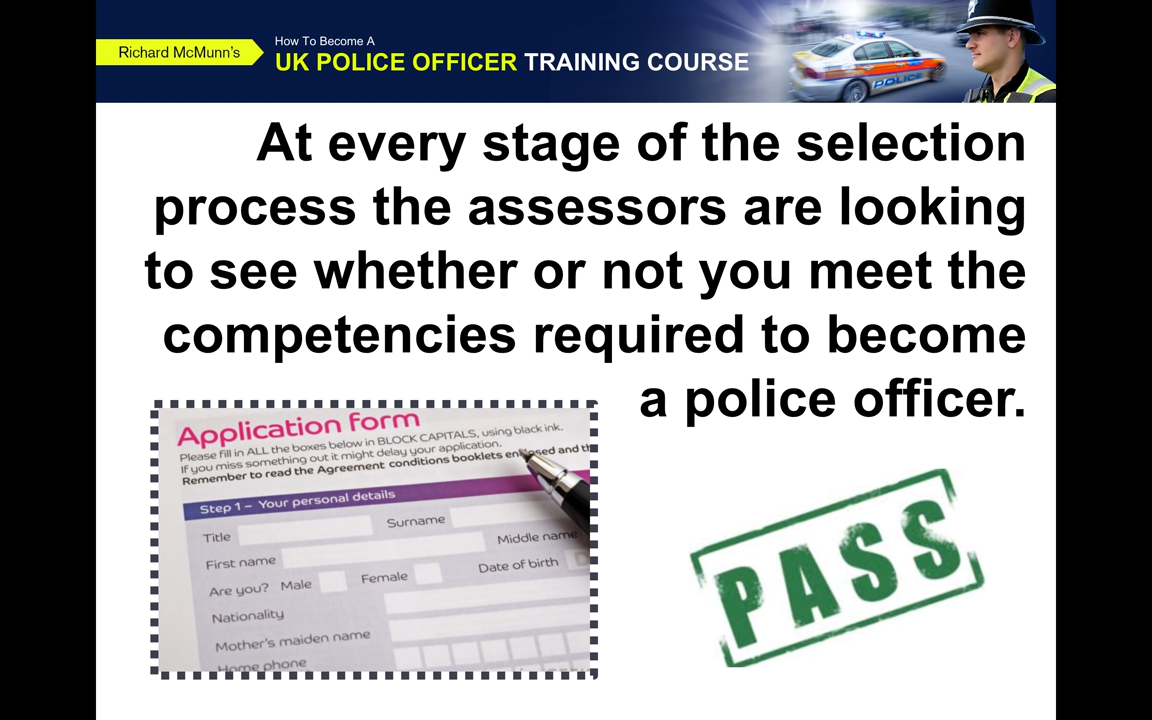 Richard McMunn's
How To Become A
UK POLICE OFFICER TRAINING COURSE
POLICE
At every stage of the selection
process the assessors are looking
to see whether or not you meet the
competencies required to become
a police officer.
Application form
Please fill in ALL the boxes below in BLOCK CAPITALS, using black ink.
If you miss something out it might delay your application.
Remember to read the Agreement conditions booklets enclosed and th
Step 1 – Your personal details
Title
Surname
First name
Middle name
Are you? Male
Female
Date of birth
D
Nationality
Mother's maiden name
Home phone
PASS